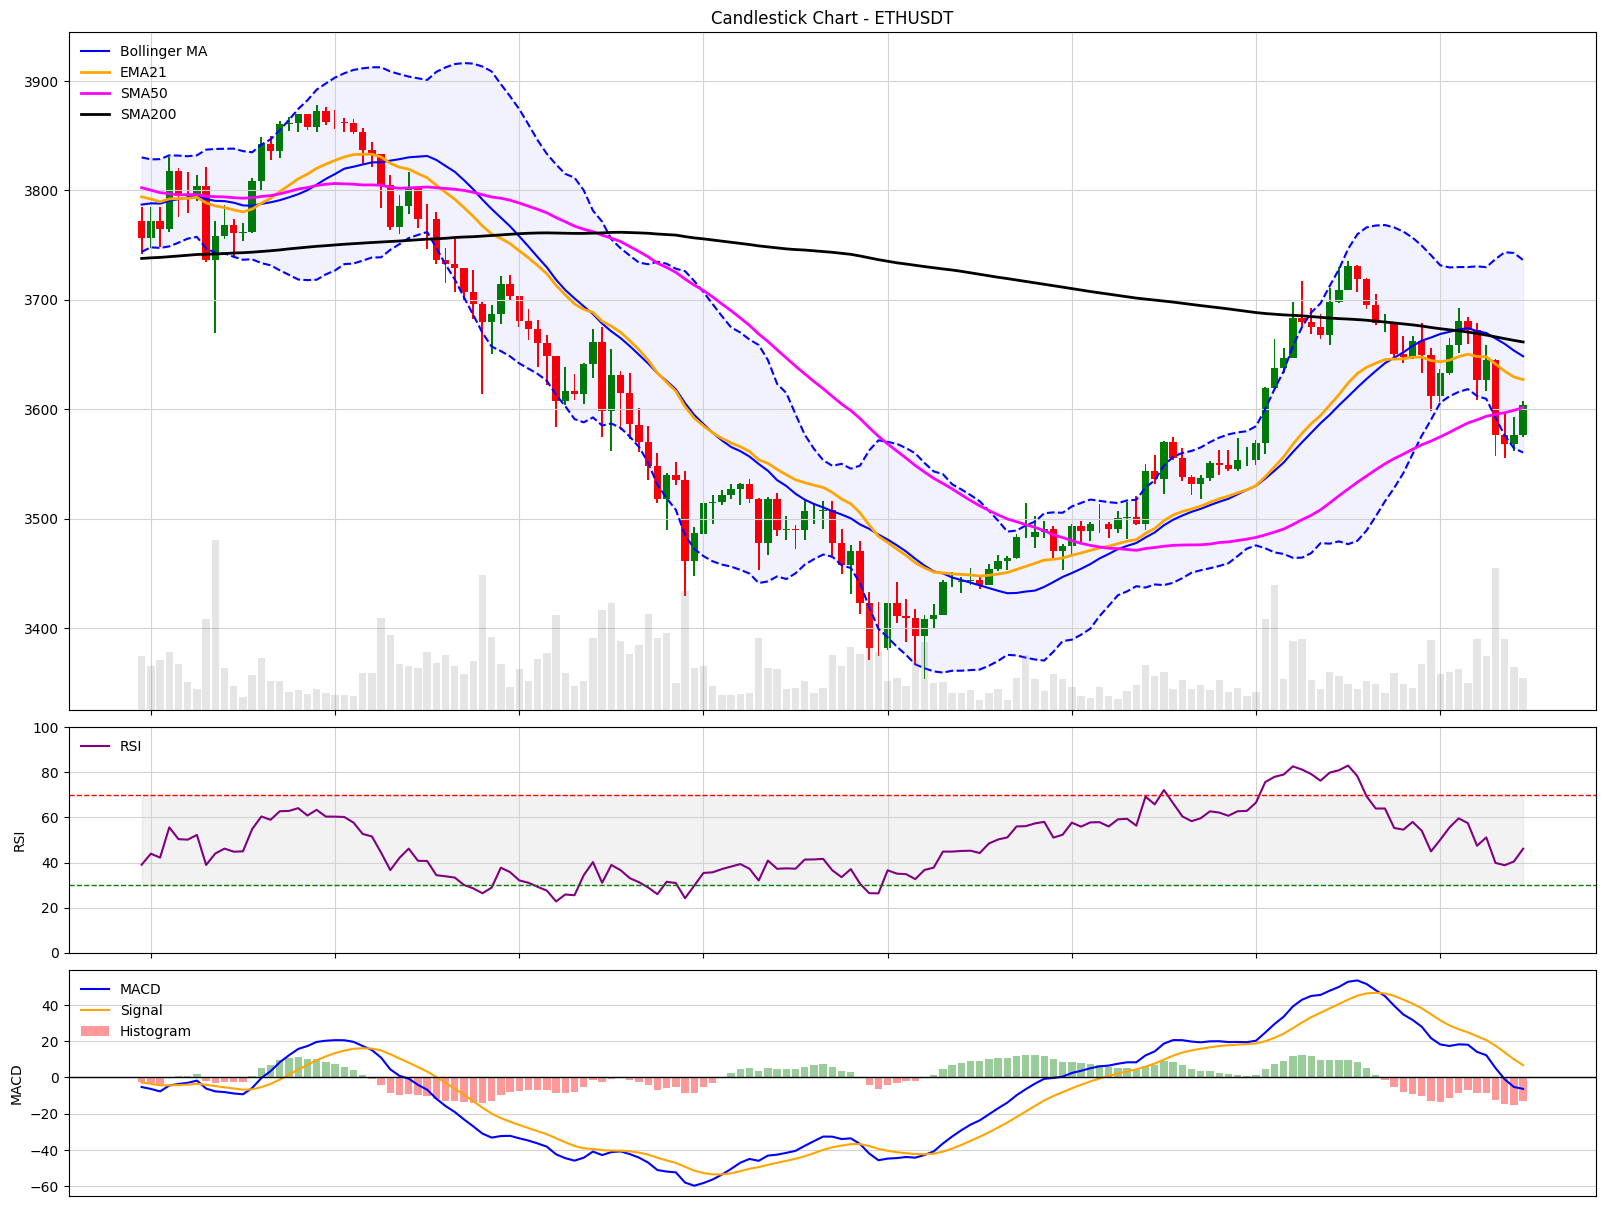 Candlestick Chart - ETHUSDT
Bollinger MA
EMA21
SMA50
SMA200
3900
3800
3700
3600
3500
3400
RSI
100
80
60
40
20
0
RSI
MACD
Signal
Histogram
40
20
0
−20
−40
−60
MACD